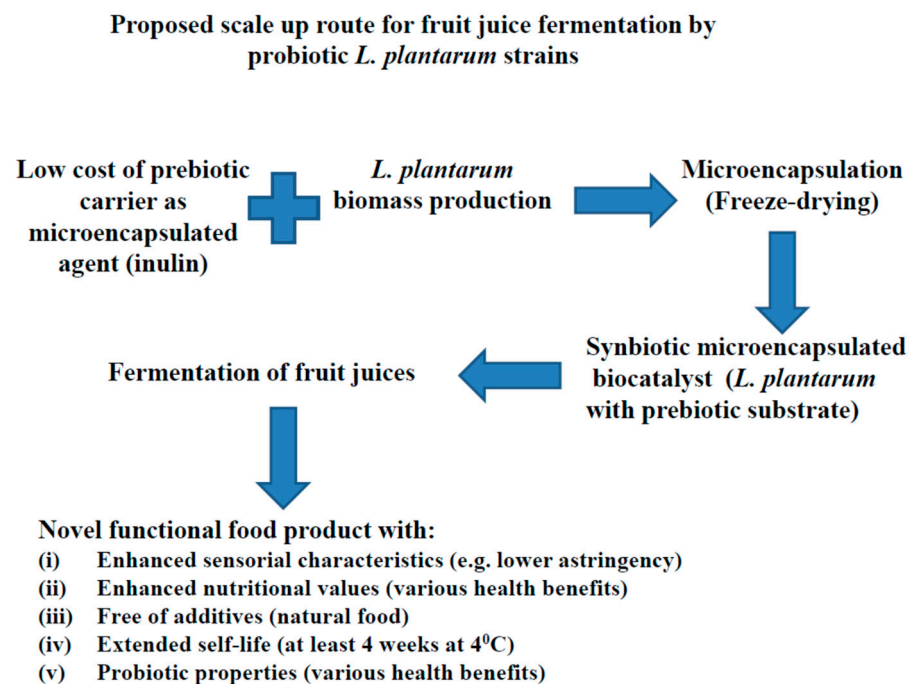 Proposed scale up route for fruit juice fermentation by
probiotic L. plantarum strains
Low cost of prebiotic
carrier as
microencapsulated
agent (inulin)
L. plantarum
biomass production
Microencapsulation
(Freeze-drying)
Synbiotic microencapsulated
biocatalyst (L. plantarum
with prebiotic substrate)
Fermentation of fruit juices
Novel functional food product with:
(i) Enhanced sensorial characteristics (e.g. lower astringency)
(ii) Enhanced nutritional values (various health benefits)
(iii) Free of additives (natural food)
(iv) Extended self-life (at least 4 weeks at 4⁰C)
(v) Probiotic properties (various health benefits)